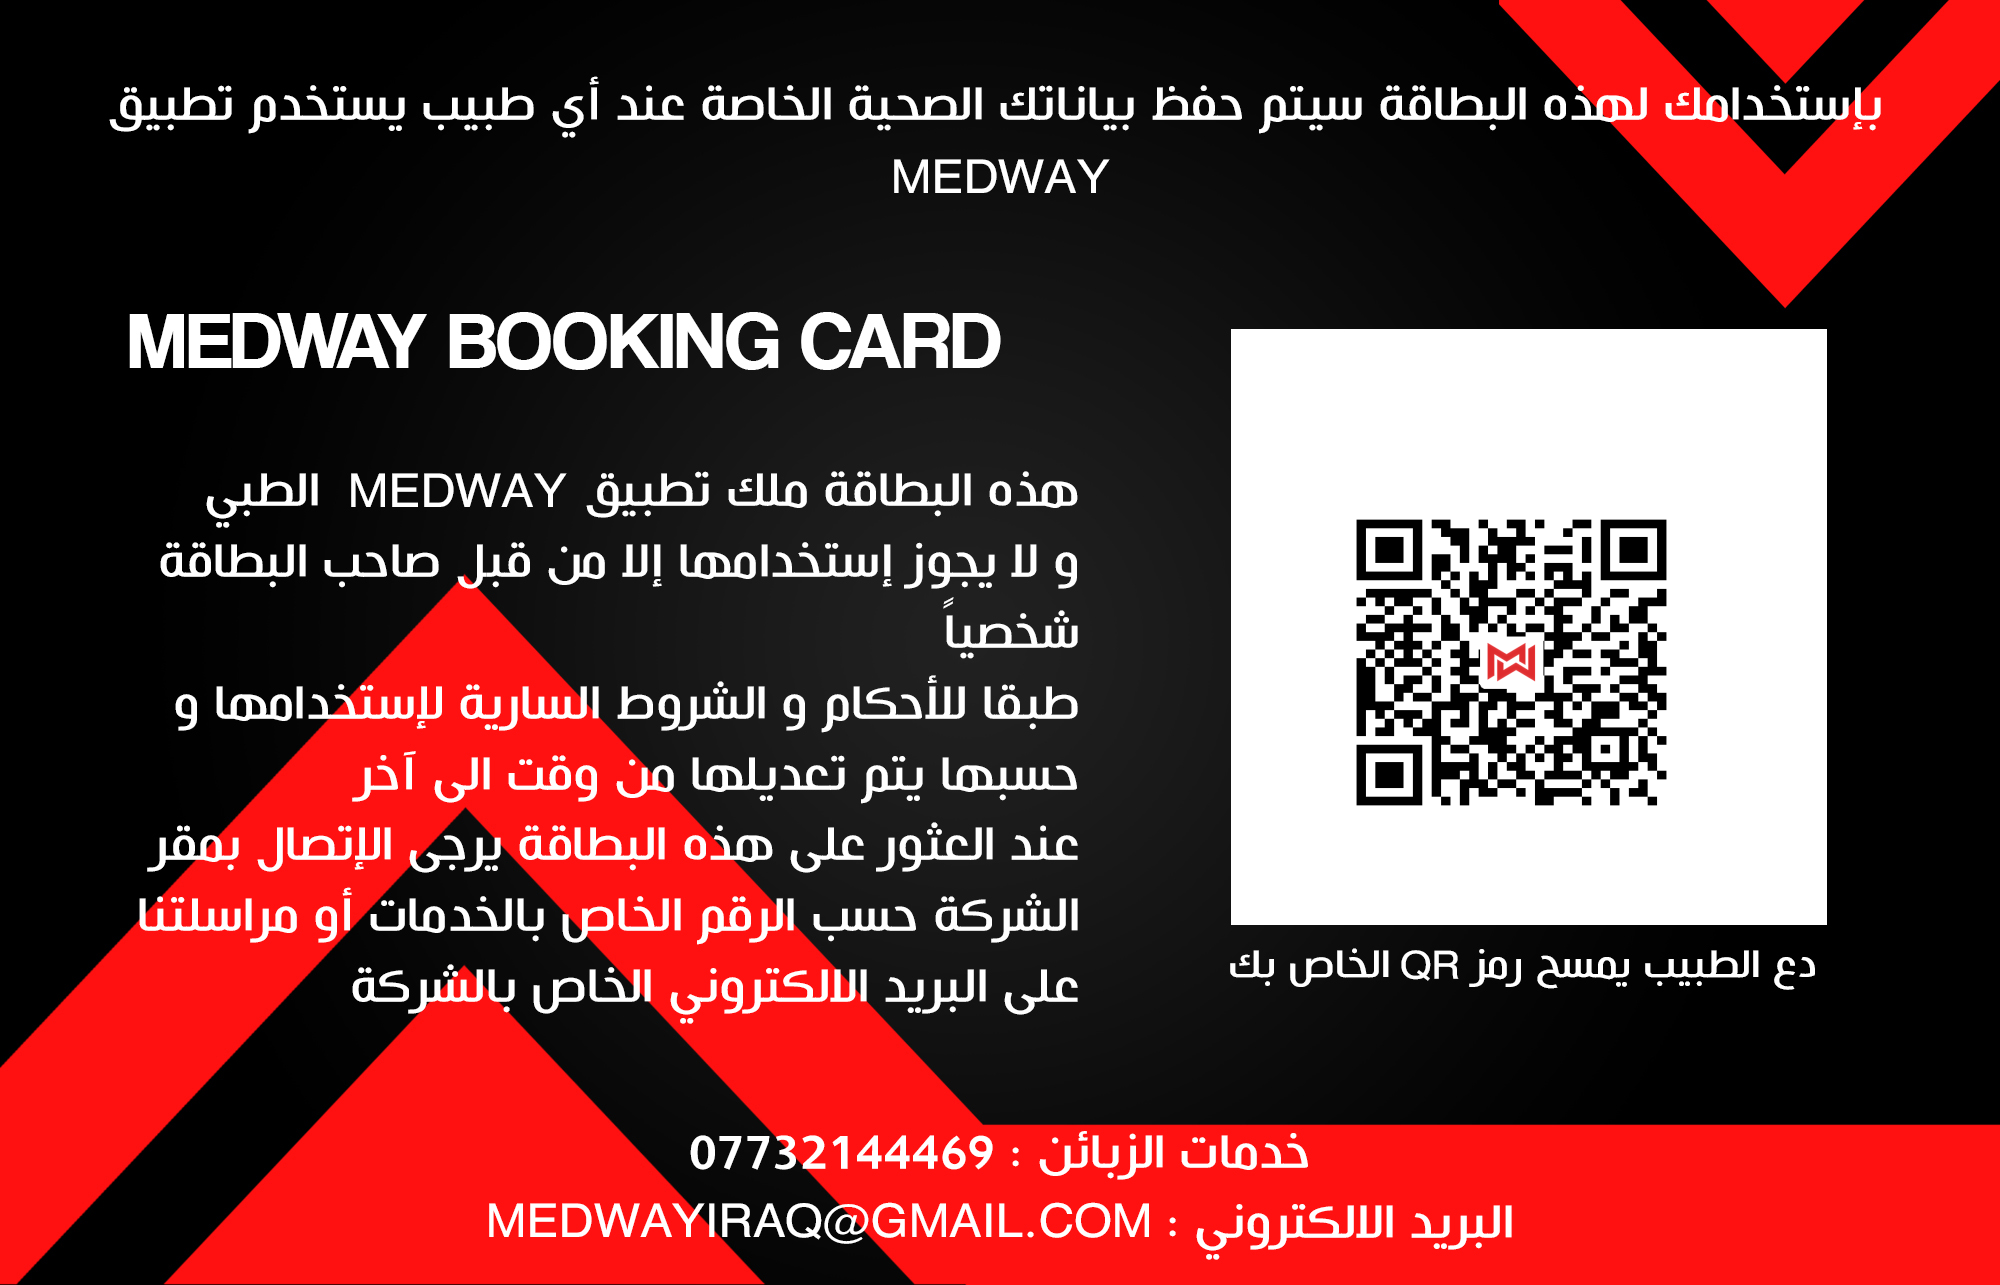 بإستخدامك لهذه البطاقة سيتم حفظ بياناتك الصحية الخاصة عند أي طبيب يستخدم تطبيق
MEDWAY
MEDWAY BOOKING CARD
هذه البطاقة ملك تطبيق MEDWAY الطبي
و لا يجوز إستخدامها إلا من قبل صاحب البطاقة
شخصياً
طبقا للأحكام و الشروط السارية لإستخدامها و
حسبها يتم تعديلها من وقت الى آخر
عند العثور على هذه البطاقة يرجى الإتصال بمقر
الشركة حسب الرقم الخاص بالخدمات أو مراسلتنا
على البريد الالكتروني الخاص بالشركة
دع الطبيب يمسح رمز QR الخاص بك
خدمات الزبائن : 07732144469
البريد الالكتروني : MEDWAYIRAQ@GMAIL.COM